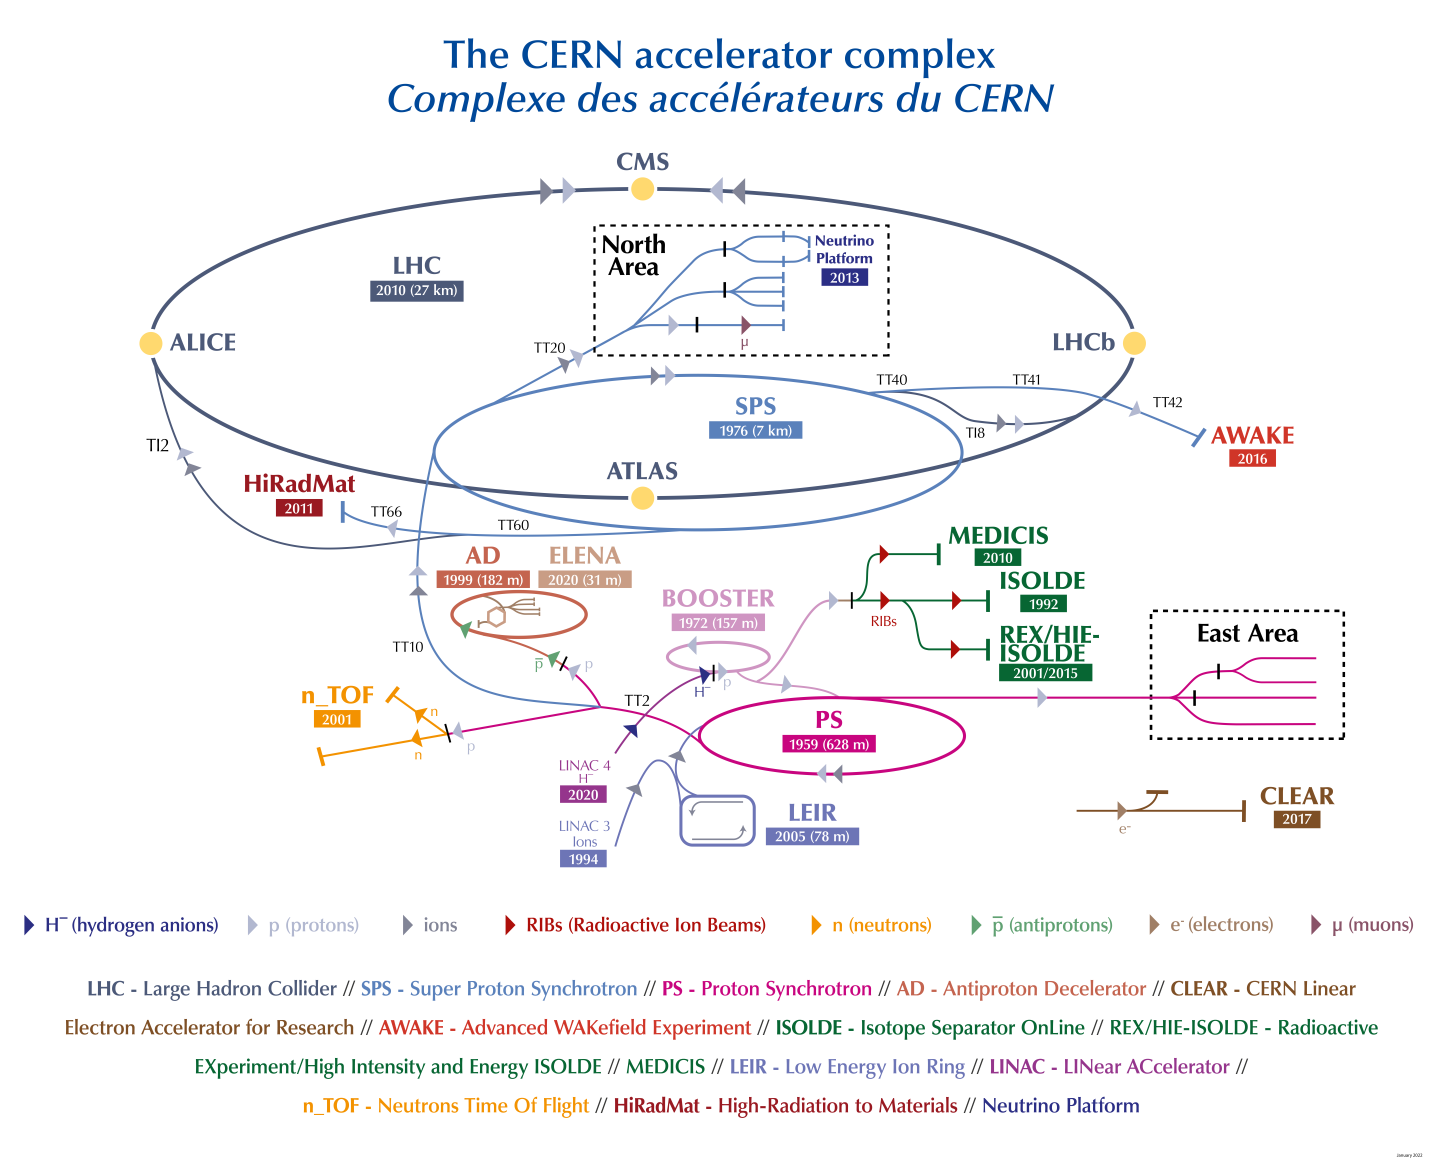 The CERN accelerator complex
Complexe des accélérateurs du CERN
CMS
North
Area
Neutrino
Platform
2013
LHC
2010 (27 km)
ALICE
LHCb
TT20
µ
TT40
TT41
TT42
SPS
1976 (7 km)
TI8
AWAKE
2016
TI2
ATLAS
HiRadMat
2011
TT66
TT60
AD
1999 (182 m)
ELENA
2020 (31 m)
MEDICIS
2010
ISOLDE
1992
BOOSTER
1972 (157 m)
RIBs
REX/HIE-
ISOLDE
2001/2015
East Area
TT10
p̅
p
H⁻
p
n_TOF
2001
n
n
p
TT2
PS
1959 (628 m)
LINAC 4
H⁻
2020
LINAC 3
Ions
1994
LEIR
2005 (78 m)
e⁻
CLEAR
2017
H⁻ (hydrogen anions)
p (protons)
ions
RIBs (Radioactive Ion Beams)
n (neutrons)
p̅ (antiprotons)
e⁻ (electrons)
µ (muons)
LHC - Large Hadron Collider // SPS - Super Proton Synchrotron // PS - Proton Synchrotron // AD - Antiproton Decelerator // CLEAR - CERN Linear
Electron Accelerator for Research // AWAKE - Advanced WAKefield Experiment // ISOLDE - Isotope Separator OnLine // REX/HIE-ISOLDE - Radioactive
EXperiment/High Intensity and Energy ISOLDE // MEDICIS // LEIR - Low Energy Ion Ring // LINAC - LINear ACcelerator //
n_TOF - Neutrons Time Of Flight // HiRadMat - High-Radiation to Materials // Neutrino Platform
January 2022